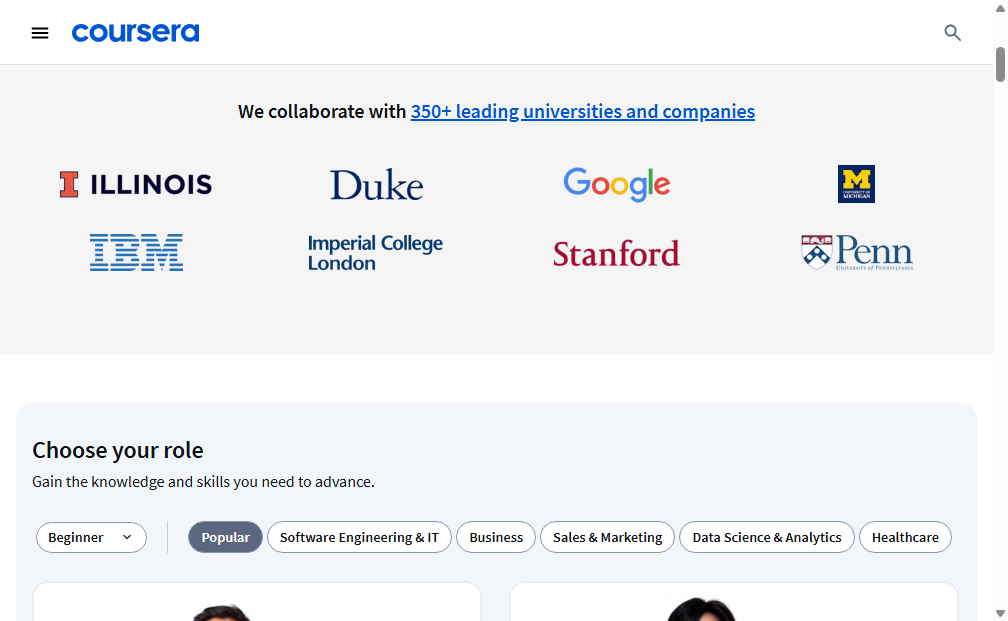 coursera
We collaborate with 350+ leading universities and companies
I ILLINOIS
Duke
Google
M
UNIVERSITY OF
MICHIGAN
IBM
Imperial College
London
Stanford
Penn
UNIVERSITY OF PENNSYLVANIA
Choose your role
Gain the knowledge and skills you need to advance.
Beginner
Popular
Software Engineering & IT
Business
Sales & Marketing
Data Science & Analytics
Healthcare